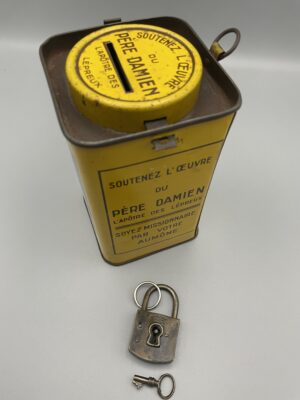 SOUTENEZ L'ŒUVRE
DU
PÈRE DAMIEN
L'APÔTRE DES
LÉPREUX
SOUTENEZ L'ŒUVRE
DU
PÈRE DAMIEN
L'APÔTRE DES LÉPREUX
SOYEZ MISSIONNAIRE
PAR VOTRE
AUMÔNE